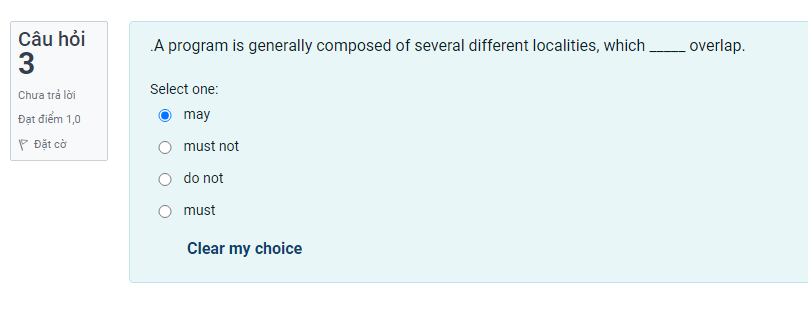 Câu hỏi
3
Chưa trả lời
Đạt điểm 1,0
Đặt cờ
.A program is generally composed of several different localities, which _____ overlap.
Select one:
may
must not
do not
must
Clear my choice